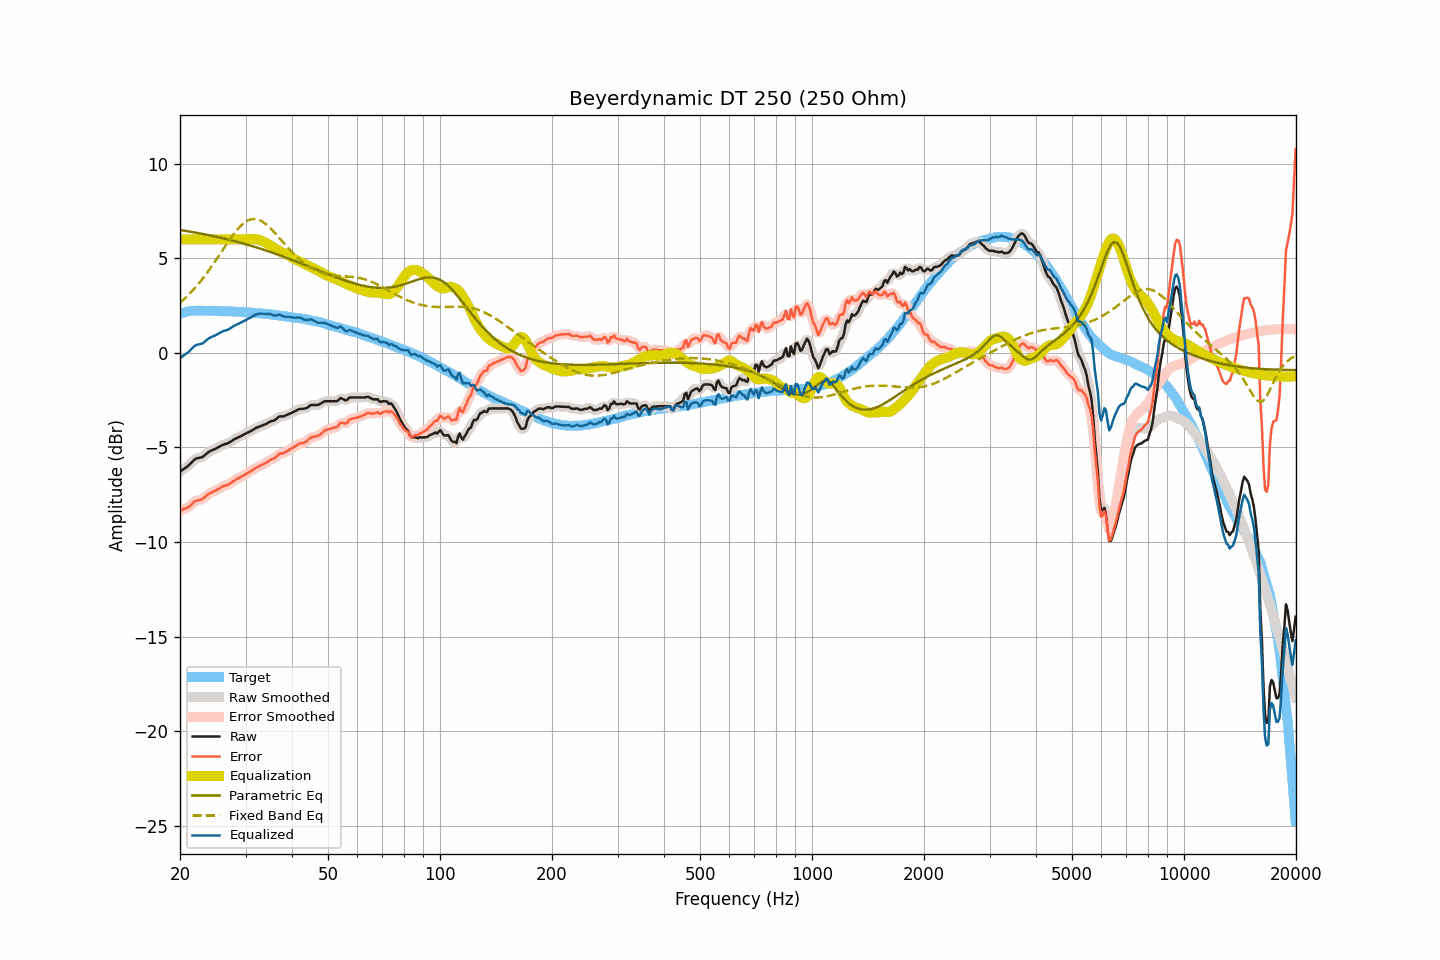 Beyerdynamic DT 250 (250 Ohm)
Amplitude (dBr)
10
5
0
−5
−10
−15
−20
−25
Target
Raw Smoothed
Error Smoothed
Raw
Error
Equalization
Parametric Eq
Fixed Band Eq
Equalized
20 50 100 200 500 1000 2000 5000 10000 20000
Frequency (Hz)